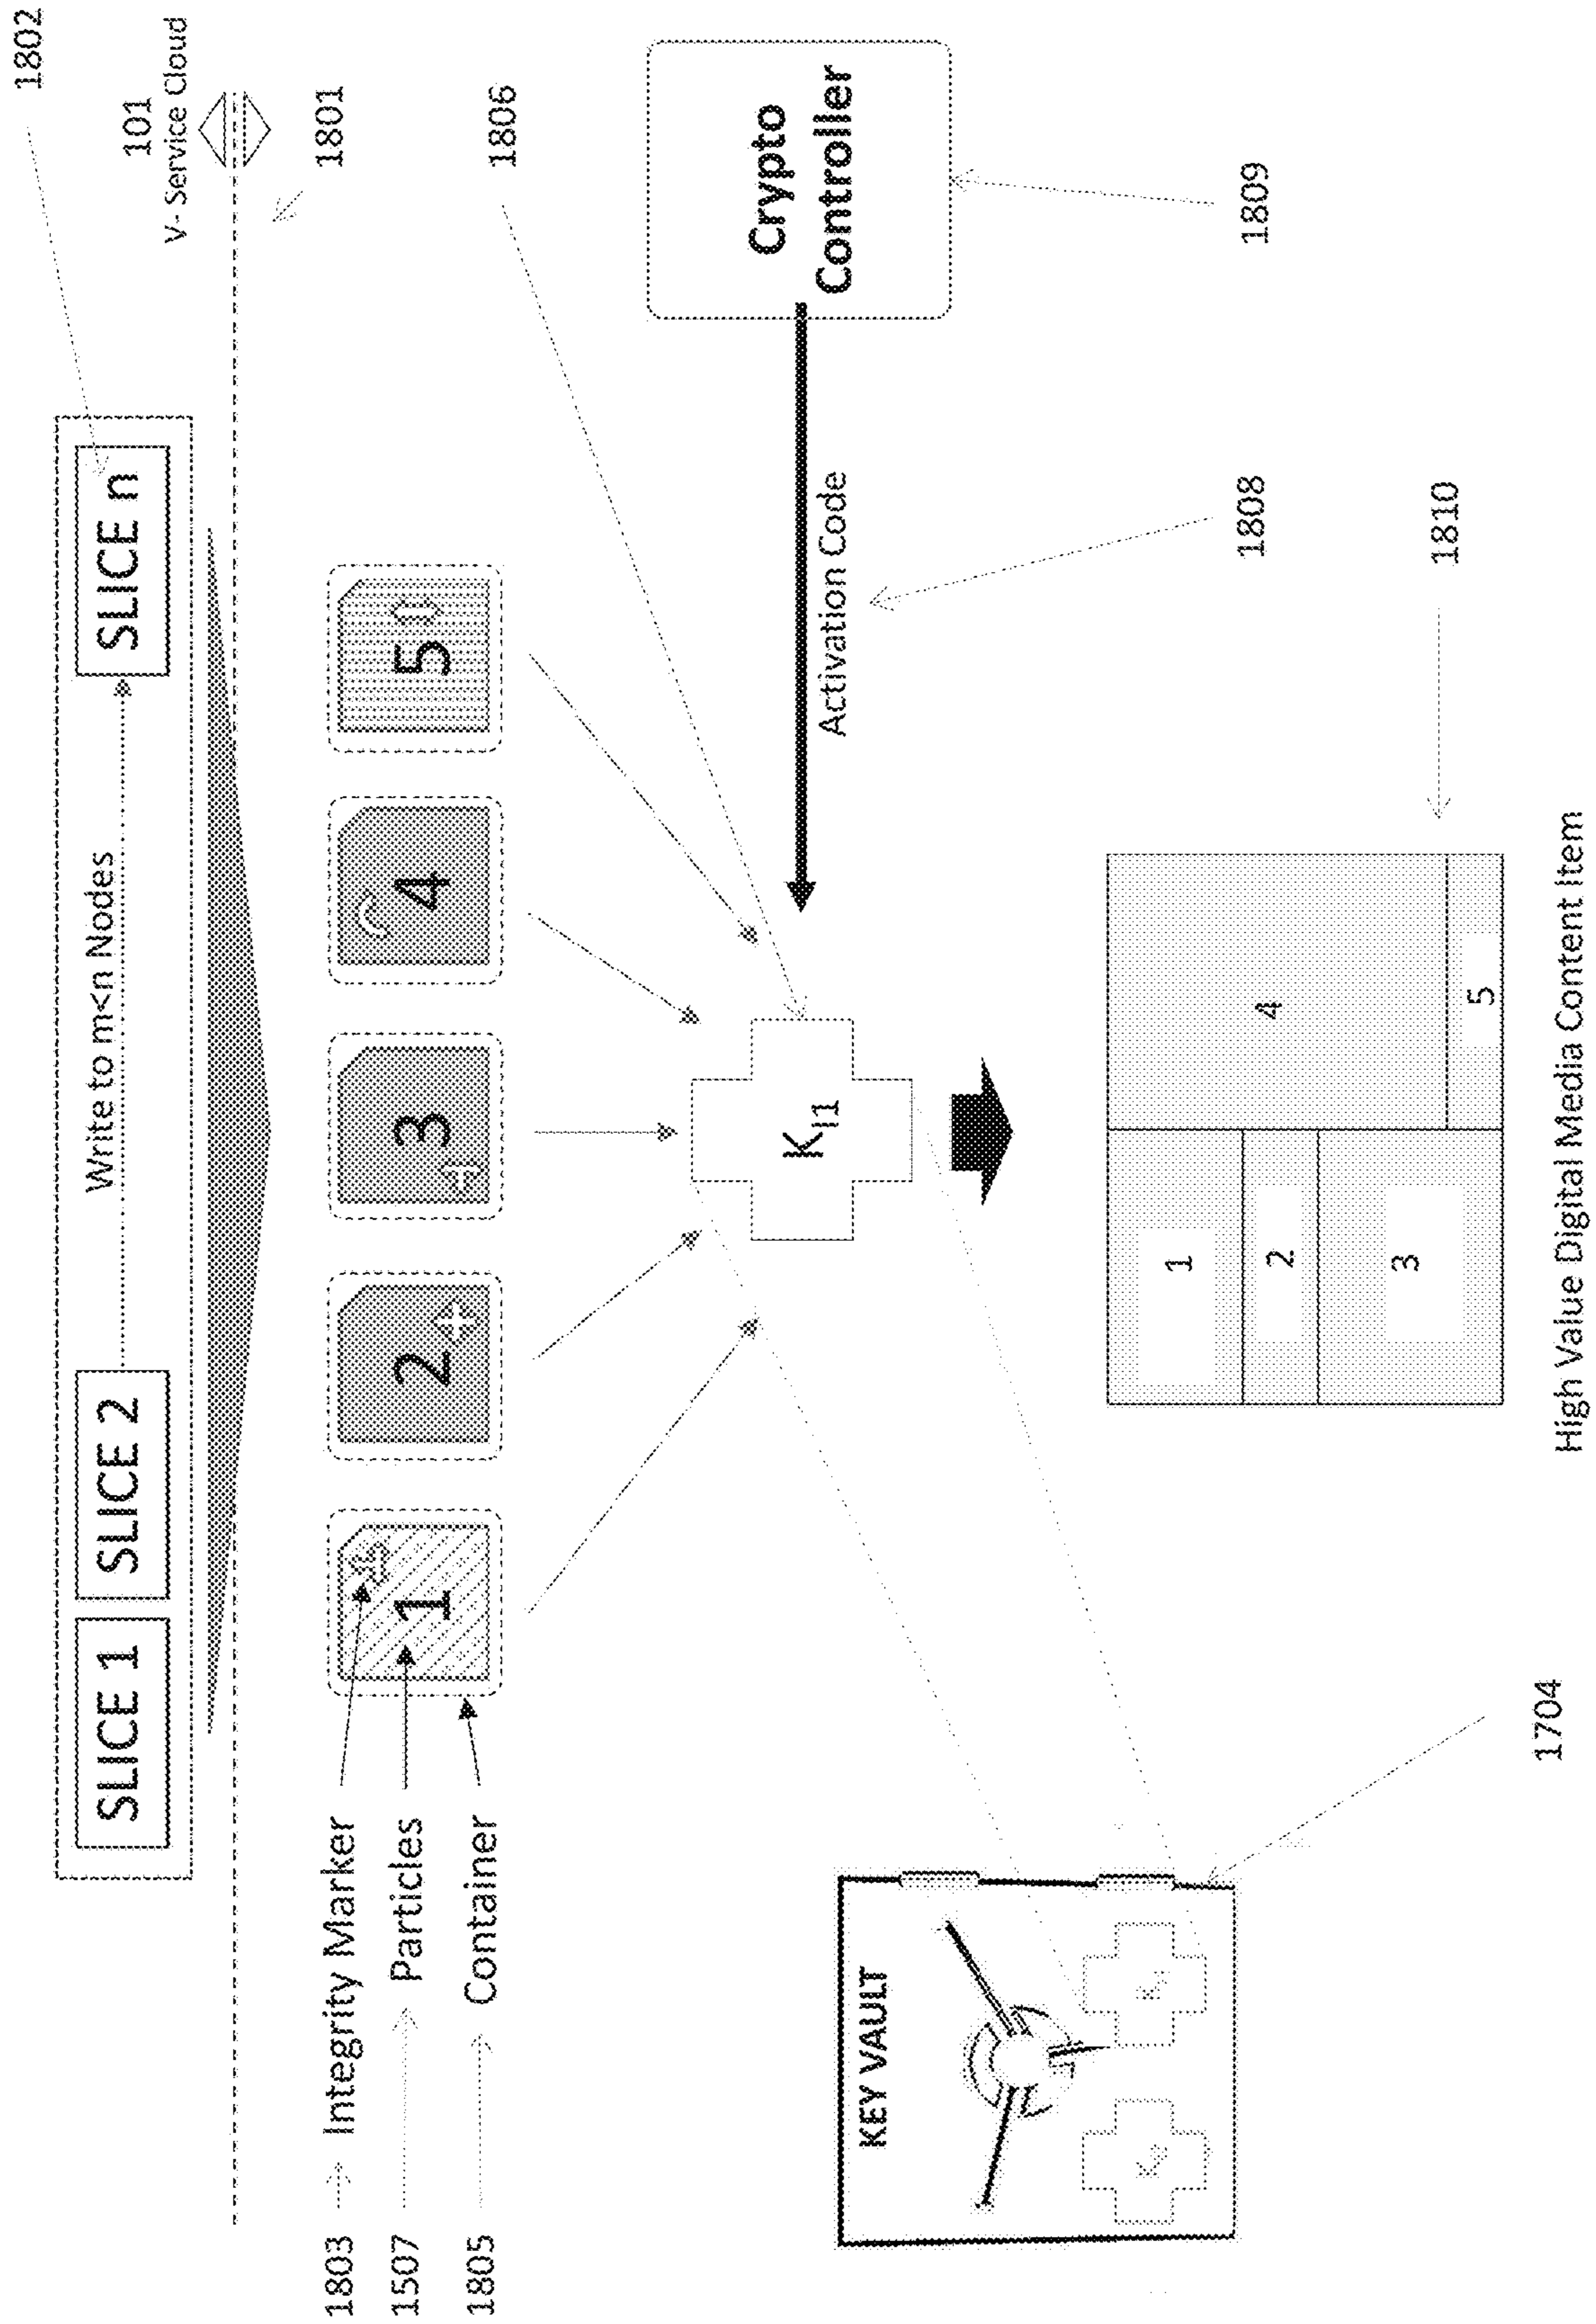 1802
SLICE 1
SLICE 2
Write to m<n Nodes
SLICE n
101
V- Service Cloud
1801
1803
Integrity Marker
1507
Particles
1805
Container
1
2
3
4
5
1806
KEY VAULT
K
K
K_I1
Activation Code
Crypto
Controller
1809
1808
1810
1
2
3
4
5
1704
High Value Digital Media Content Item